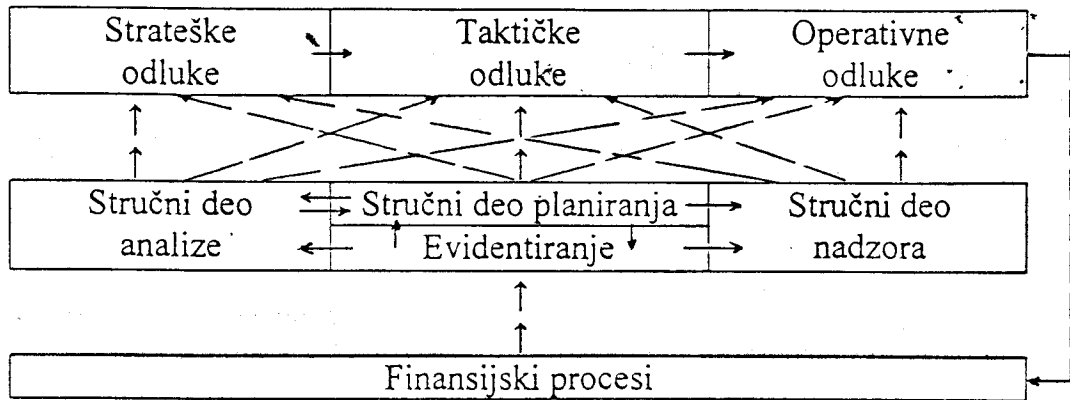 Strateške
odluke
Taktičke
odluke
Operativne
odluke
Stručni deo
analize
Stručni deo planiranja
Evidentiranje
Stručni deo
nadzora
Finansijski procesi